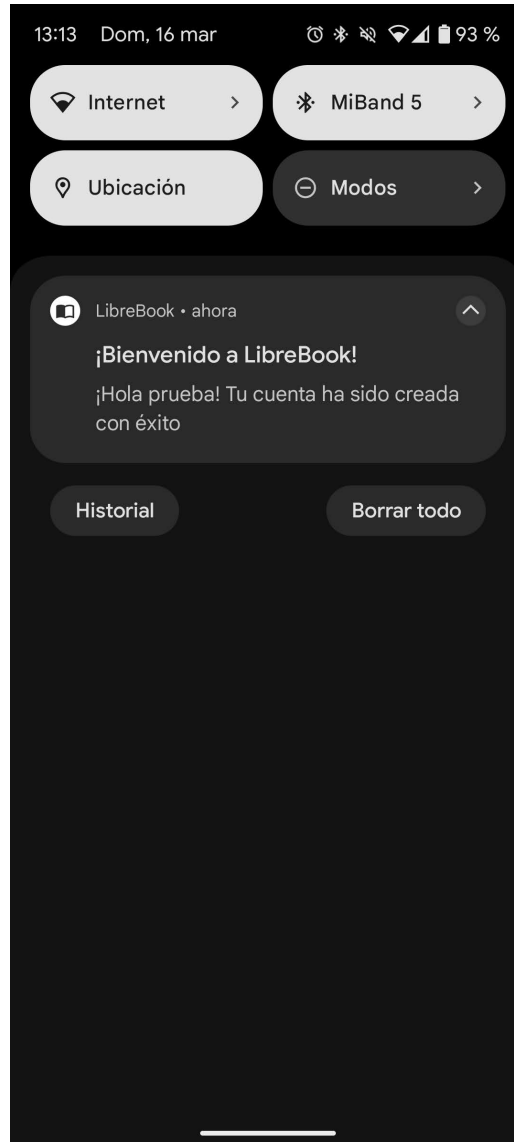 13:13 Dom, 16 mar 93 %
Internet
MiBand 5
Ubicación
Modos
LibreBook • ahora
¡Bienvenido a LibreBook!
¡Hola prueba! Tu cuenta ha sido creada
con éxito
Historial
Borrar todo